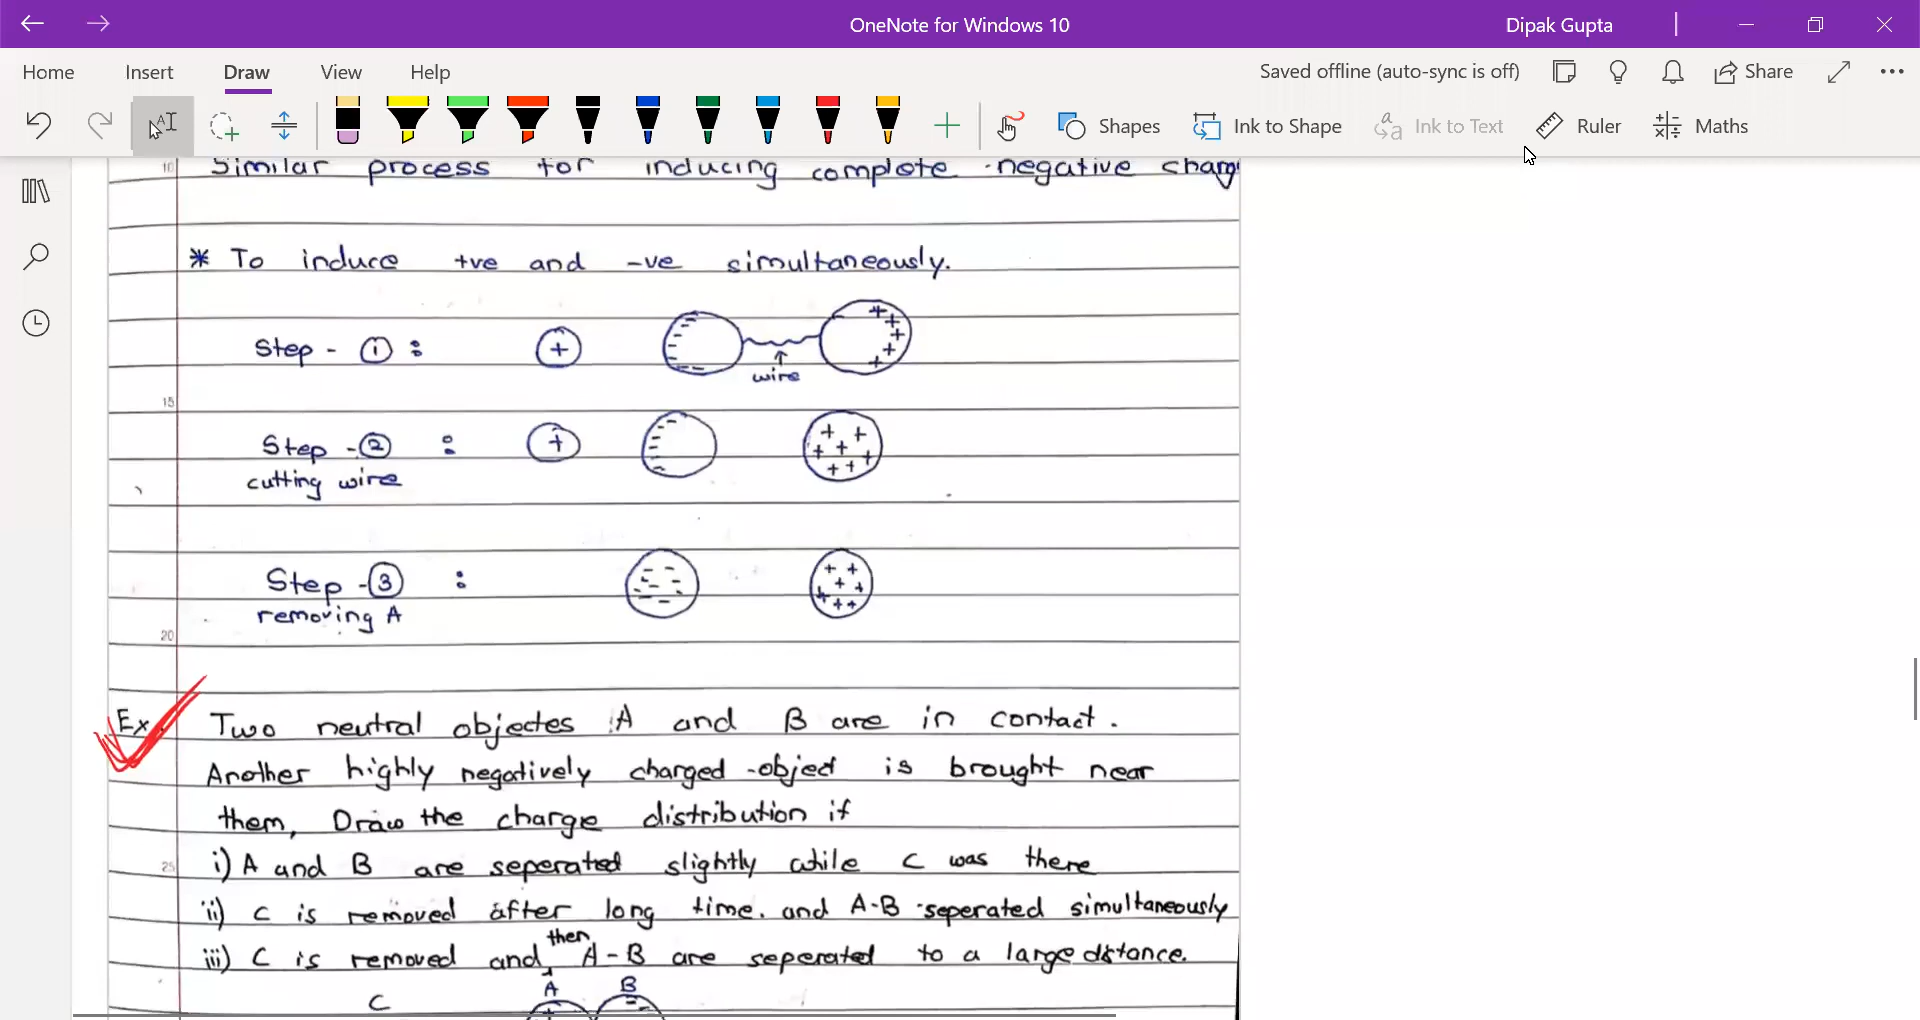 OneNote for Windows 10
Dipak Gupta
Home Insert Draw View Help
Saved offline (auto-sync is off)
Share
Shapes
Ink to Shape
Ink to Text
Ruler
Maths
10 Similar process for inducing complete negative
* To induce +ve and -ve simultaneously.
Step - 1 :
+
- - - - -
+ + + + +
wire
15
Step - 2 :
cutting wire
+
- - - -
+ + + + + + + +
Step - 3 :
removing A
20
Ex. Two neutral objectes A and B are in contact.
Another highly negatively charged object is brought near
them, Draw the charge distribution if
25 i) A and B are seperated slightly while C was there
ii) C is removed after long time. and A-B seperated simultaneously
iii) C is removed and then A-B are seperated to a large dstance.
C
A
B